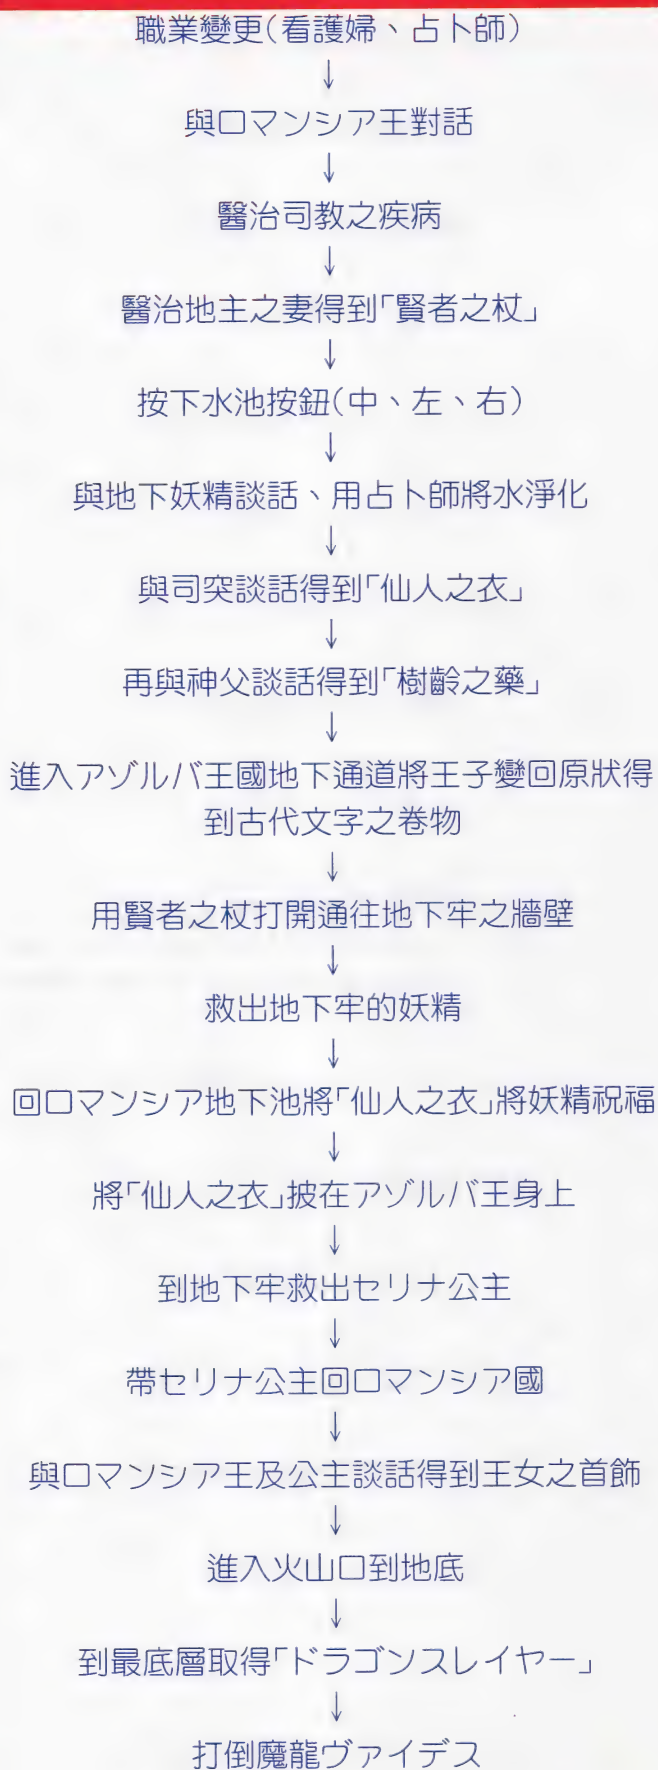 職業變更(看護婦、占卜師)
↓
與ロマンシア王對話
↓
醫治司教之疾病
↓
醫治地主之妻得到「賢者之杖」
↓
按下水池按鈕(中、左、右)
↓
與地下妖精談話、用占卜師將水淨化
↓
與司突談話得到「仙人之衣」
↓
再與神父談話得到「樹齡之藥」
↓
進入アゾルバ王國地下通道將王子變回原狀得
到古代文字之卷物
↓
用賢者之杖打開通往地下牢之牆壁
↓
救出地下牢的妖精
↓
回ロマンシア地下池將「仙人之衣」將妖精祝福
↓
將「仙人之衣」披在アゾルバ王身上
↓
到地下牢救出セリナ公主
↓
帶セリナ公主回ロマンシア國
↓
與ロマンシア王及公主談話得到王女之首飾
↓
進入火山口到地底
↓
到最底層取得「ドラゴンスレイヤー」
↓
打倒魔龍ヴァイデス